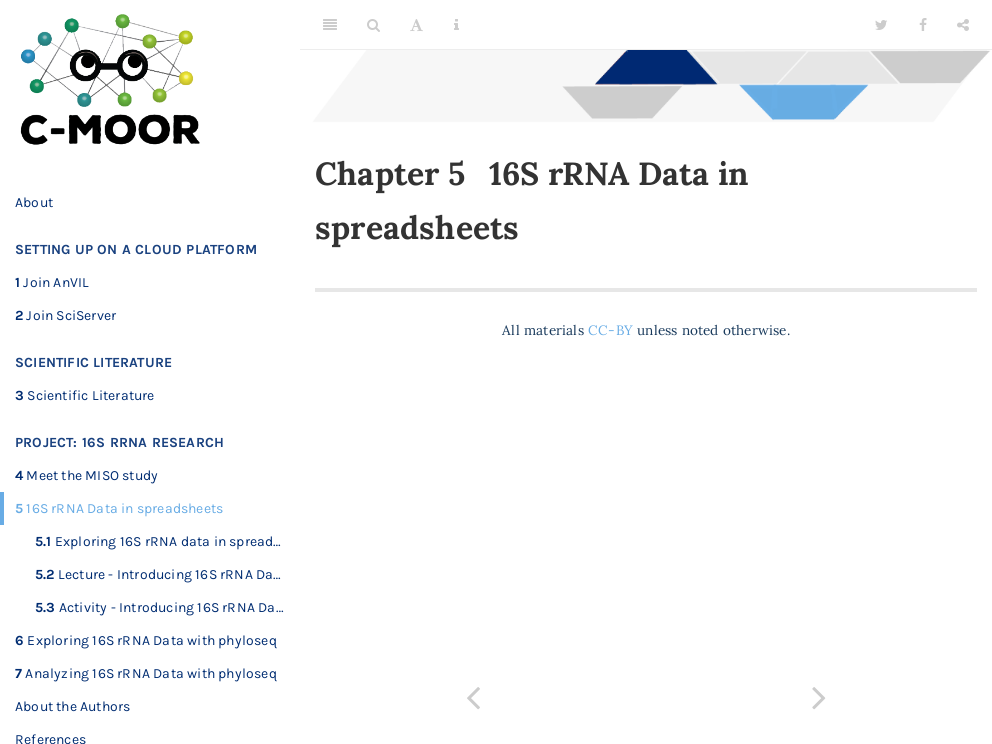 C-MOOR
About
SETTING UP ON A CLOUD PLATFORM
1 Join AnVIL
2 Join SciServer
SCIENTIFIC LITERATURE
3 Scientific Literature
PROJECT: 16S RRNA RESEARCH
4 Meet the MISO study
5 16S rRNA Data in spreadsheets
5.1 Exploring 16S rRNA data in spread…
5.2 Lecture - Introducing 16S rRNA Da…
5.3 Activity - Introducing 16S rRNA Da…
6 Exploring 16S rRNA Data with phyloseq
7 Analyzing 16S rRNA Data with phyloseq
About the Authors
References
Chapter 5 16S rRNA Data in
spreadsheets
All materials CC-BY unless noted otherwise.